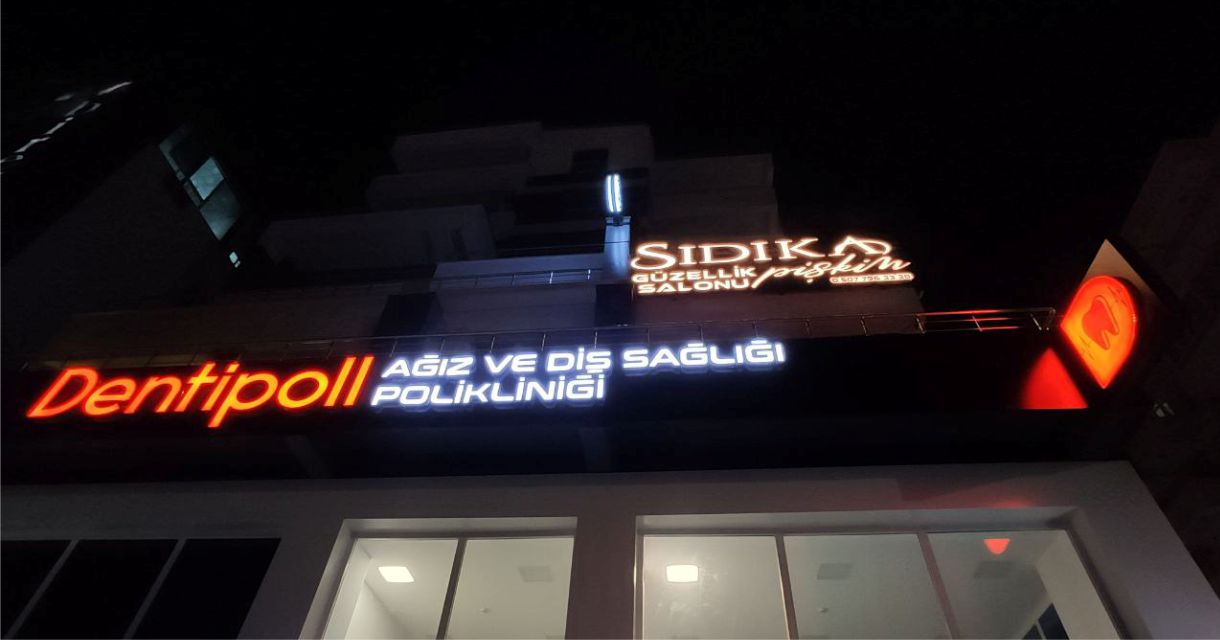 SIDIKA
GÜZELLİK pişkin
SALONU
Dentipoll AĞIZ VE DİŞ SAĞLIĞI
POLİKLİNİĞİ